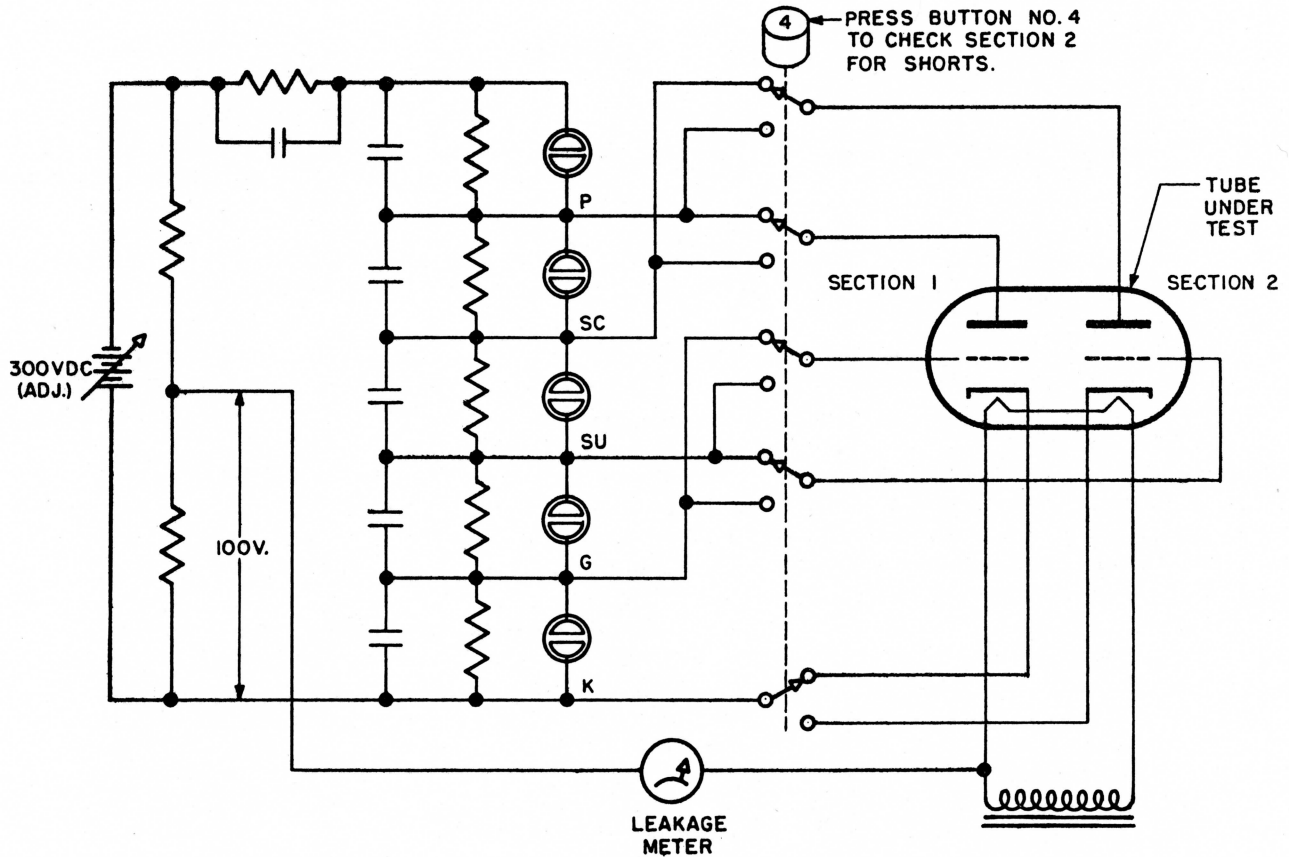 4
PRESS BUTTON NO. 4
TO CHECK SECTION 2
FOR SHORTS.
P
TUBE
UNDER
TEST
SECTION 1
SECTION 2
SC
300VDC
(ADJ.)
SU
100V.
G
K
LEAKAGE
METER